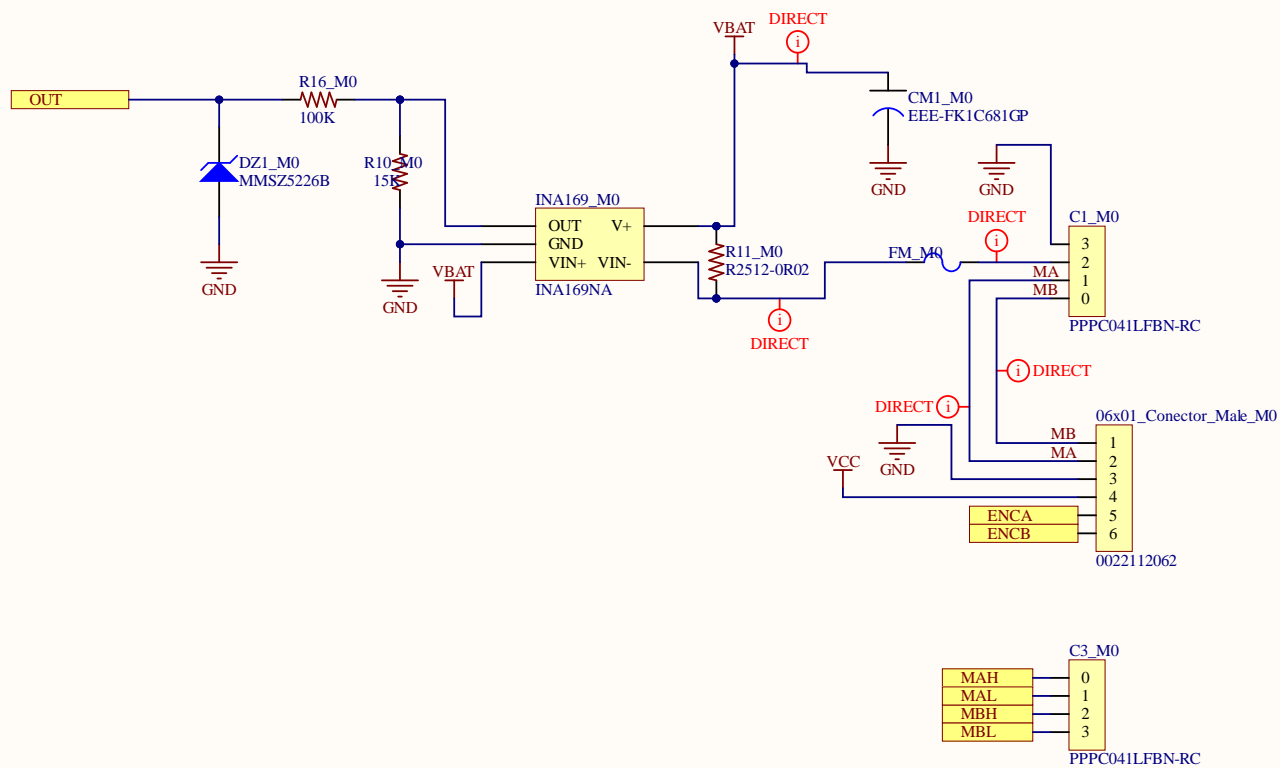 DIRECT
i
VBAT
OUT
R16_M0
100K
CM1_M0
EEE-FK1C681GP
GND
GND
DZ1_M0
MMSZ5226B
R10_M0
15K
GND
GND
INA169_M0
OUT
GND
VIN+
V+
VIN-
INA169NA
VBAT
R11_M0
R2512-0R02
FM_M0
i
DIRECT
DIRECT
i
C1_M0
3
2
1
0
MA
MB
PPPC041LFBN-RC
i
DIRECT
DIRECT
i
06x01_Conector_Male_M0
MB
MA
1
2
3
4
5
6
GND
VCC
ENCA
ENCB
0022112062
C3_M0
MAH
0
MAL
1
MBH
2
MBL
3
PPPC041LFBN-RC